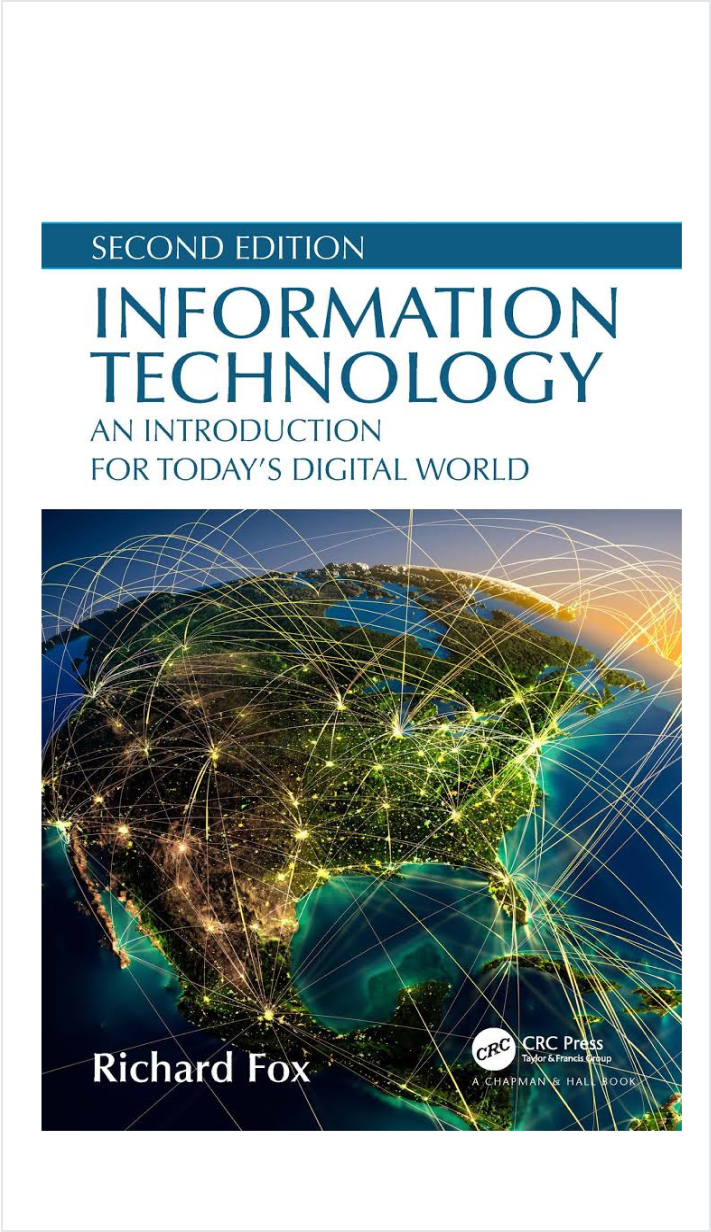 SECOND EDITION
INFORMATION
TECHNOLOGY
AN INTRODUCTION
FOR TODAY'S DIGITAL WORLD
Richard Fox
CRC
CRC Press
Taylor & Francis Group
A CHAPMAN & HALL BOOK